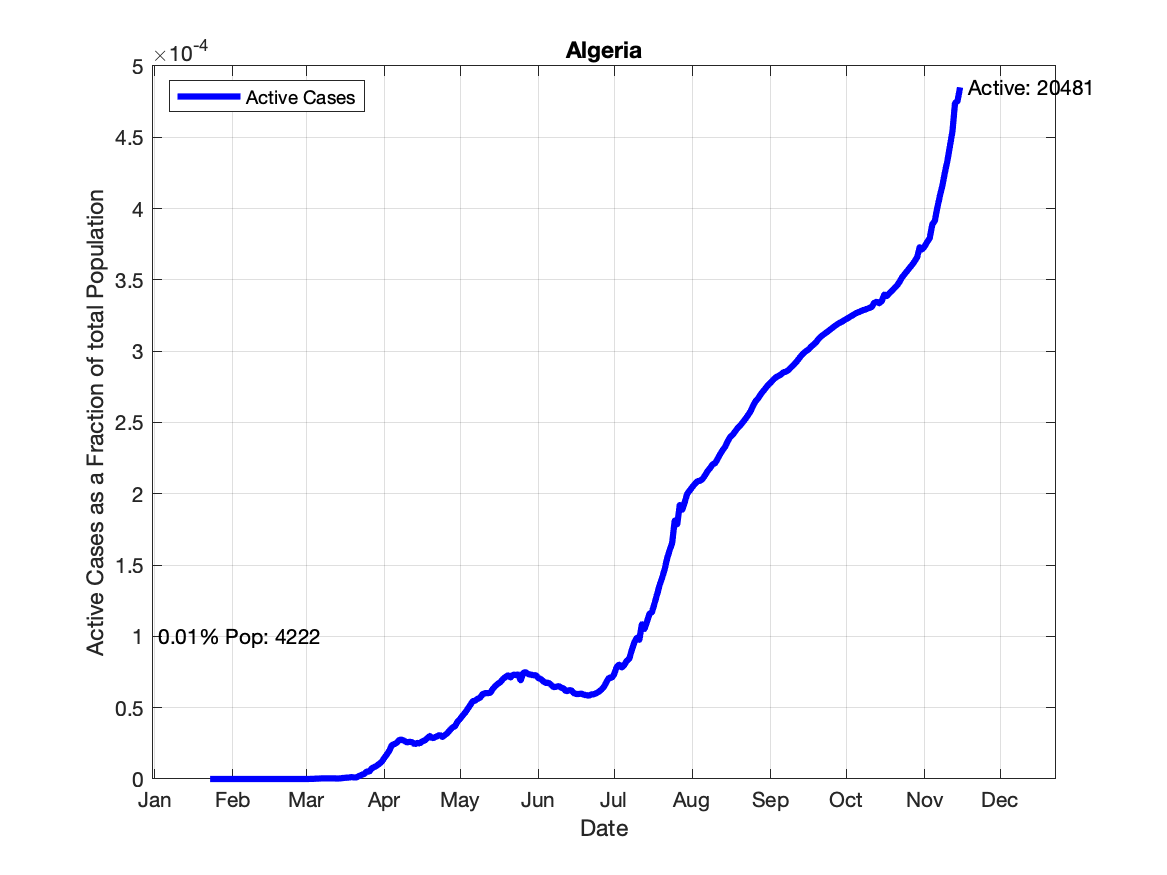 Algeria
×10-4
Active Cases
Active: 20481
5
4.5
4
3.5
3
2.5
2
1.5
1
0.5
0
0.01% Pop: 4222
Active Cases as a Fraction of total Population
Jan Feb Mar Apr May Jun Jul Aug Sep Oct Nov Dec
Date